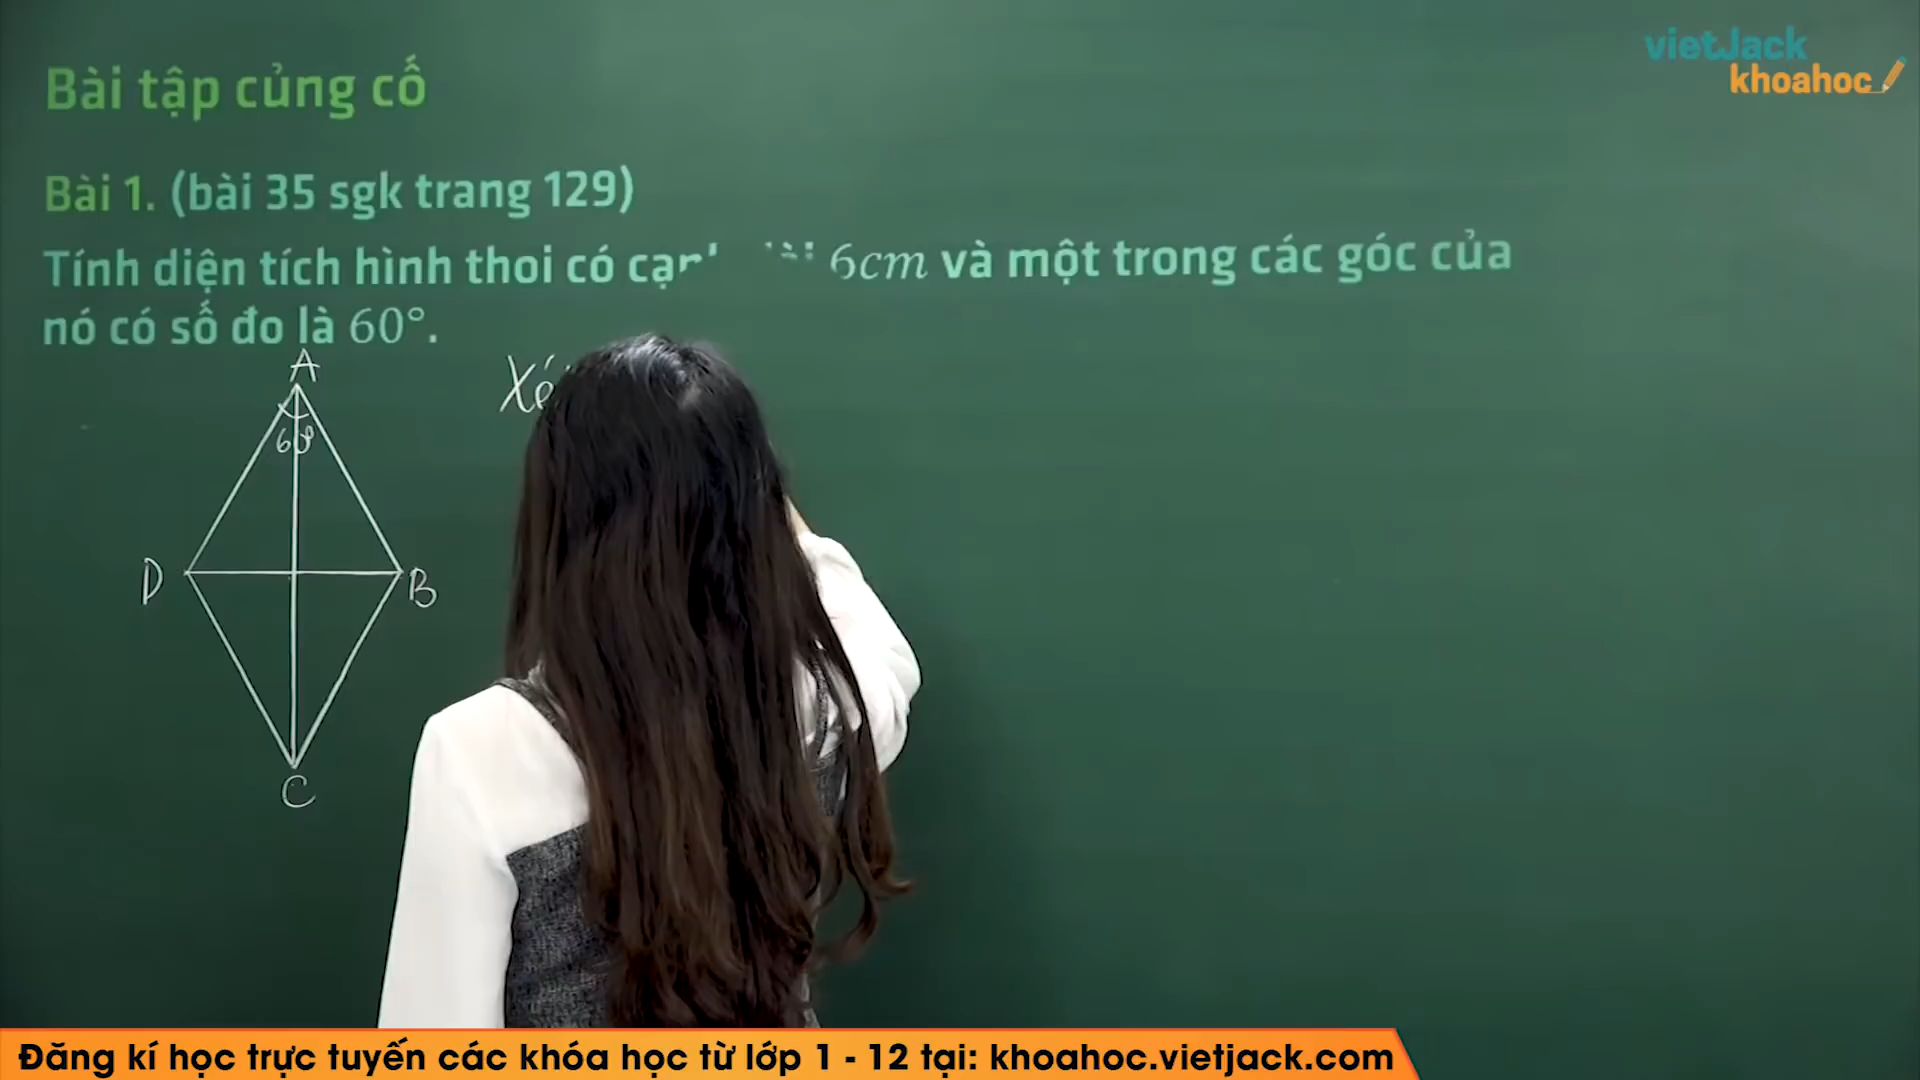 vietJack
khoahoc
Bài tập củng cố
Bài 1. (bài 35 sgk trang 129)
Tính diện tích hình thoi có 6cm và một trong các góc của
nó có số đo là 60°.
A
60°
D
B
C
Đăng kí học trực tuyến các khóa học từ lớp 1 - 12 tại: khoahoc.vietjack.com